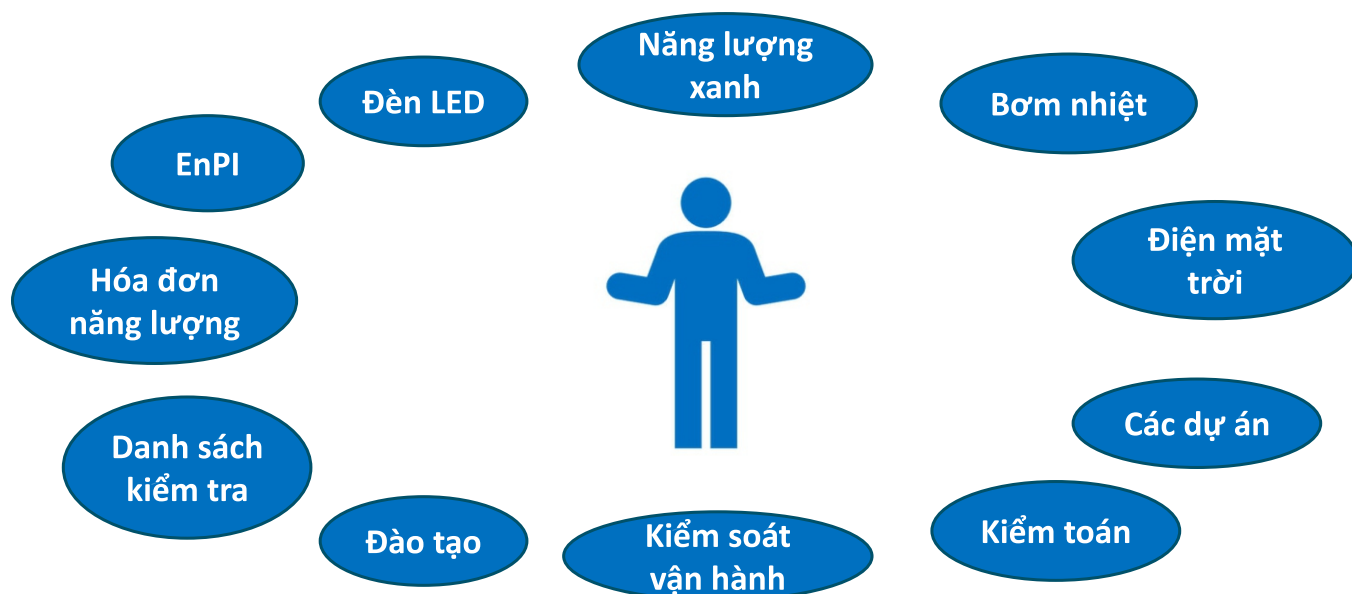 Năng lượng
xanh
Đèn LED
Bơm nhiệt
EnPI
Điện mặt
trời
Hóa đơn
năng lượng
Các dự án
Danh sách
kiểm tra
Đào tạo
Kiểm soát
vận hành
Kiểm toán